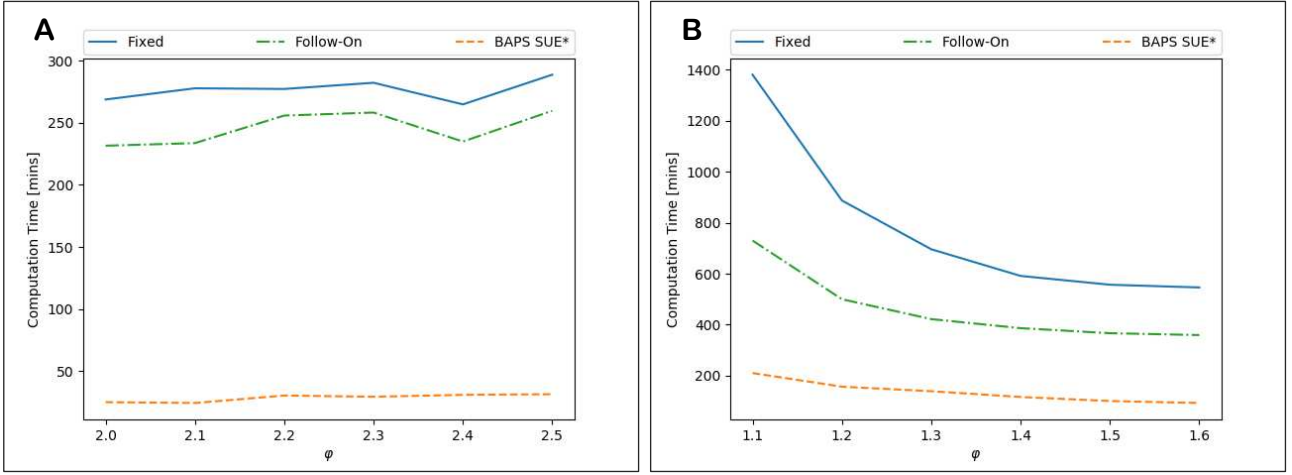 A
Fixed Follow-On BAPS SUE*
300
250
200
150
100
50
Computation Time [mins]
2.0 2.1 2.2 2.3 2.4 2.5
φ
B
Fixed Follow-On BAPS SUE*
1400
1200
1000
800
600
400
200
Computation Time [mins]
1.1 1.2 1.3 1.4 1.5 1.6
φ